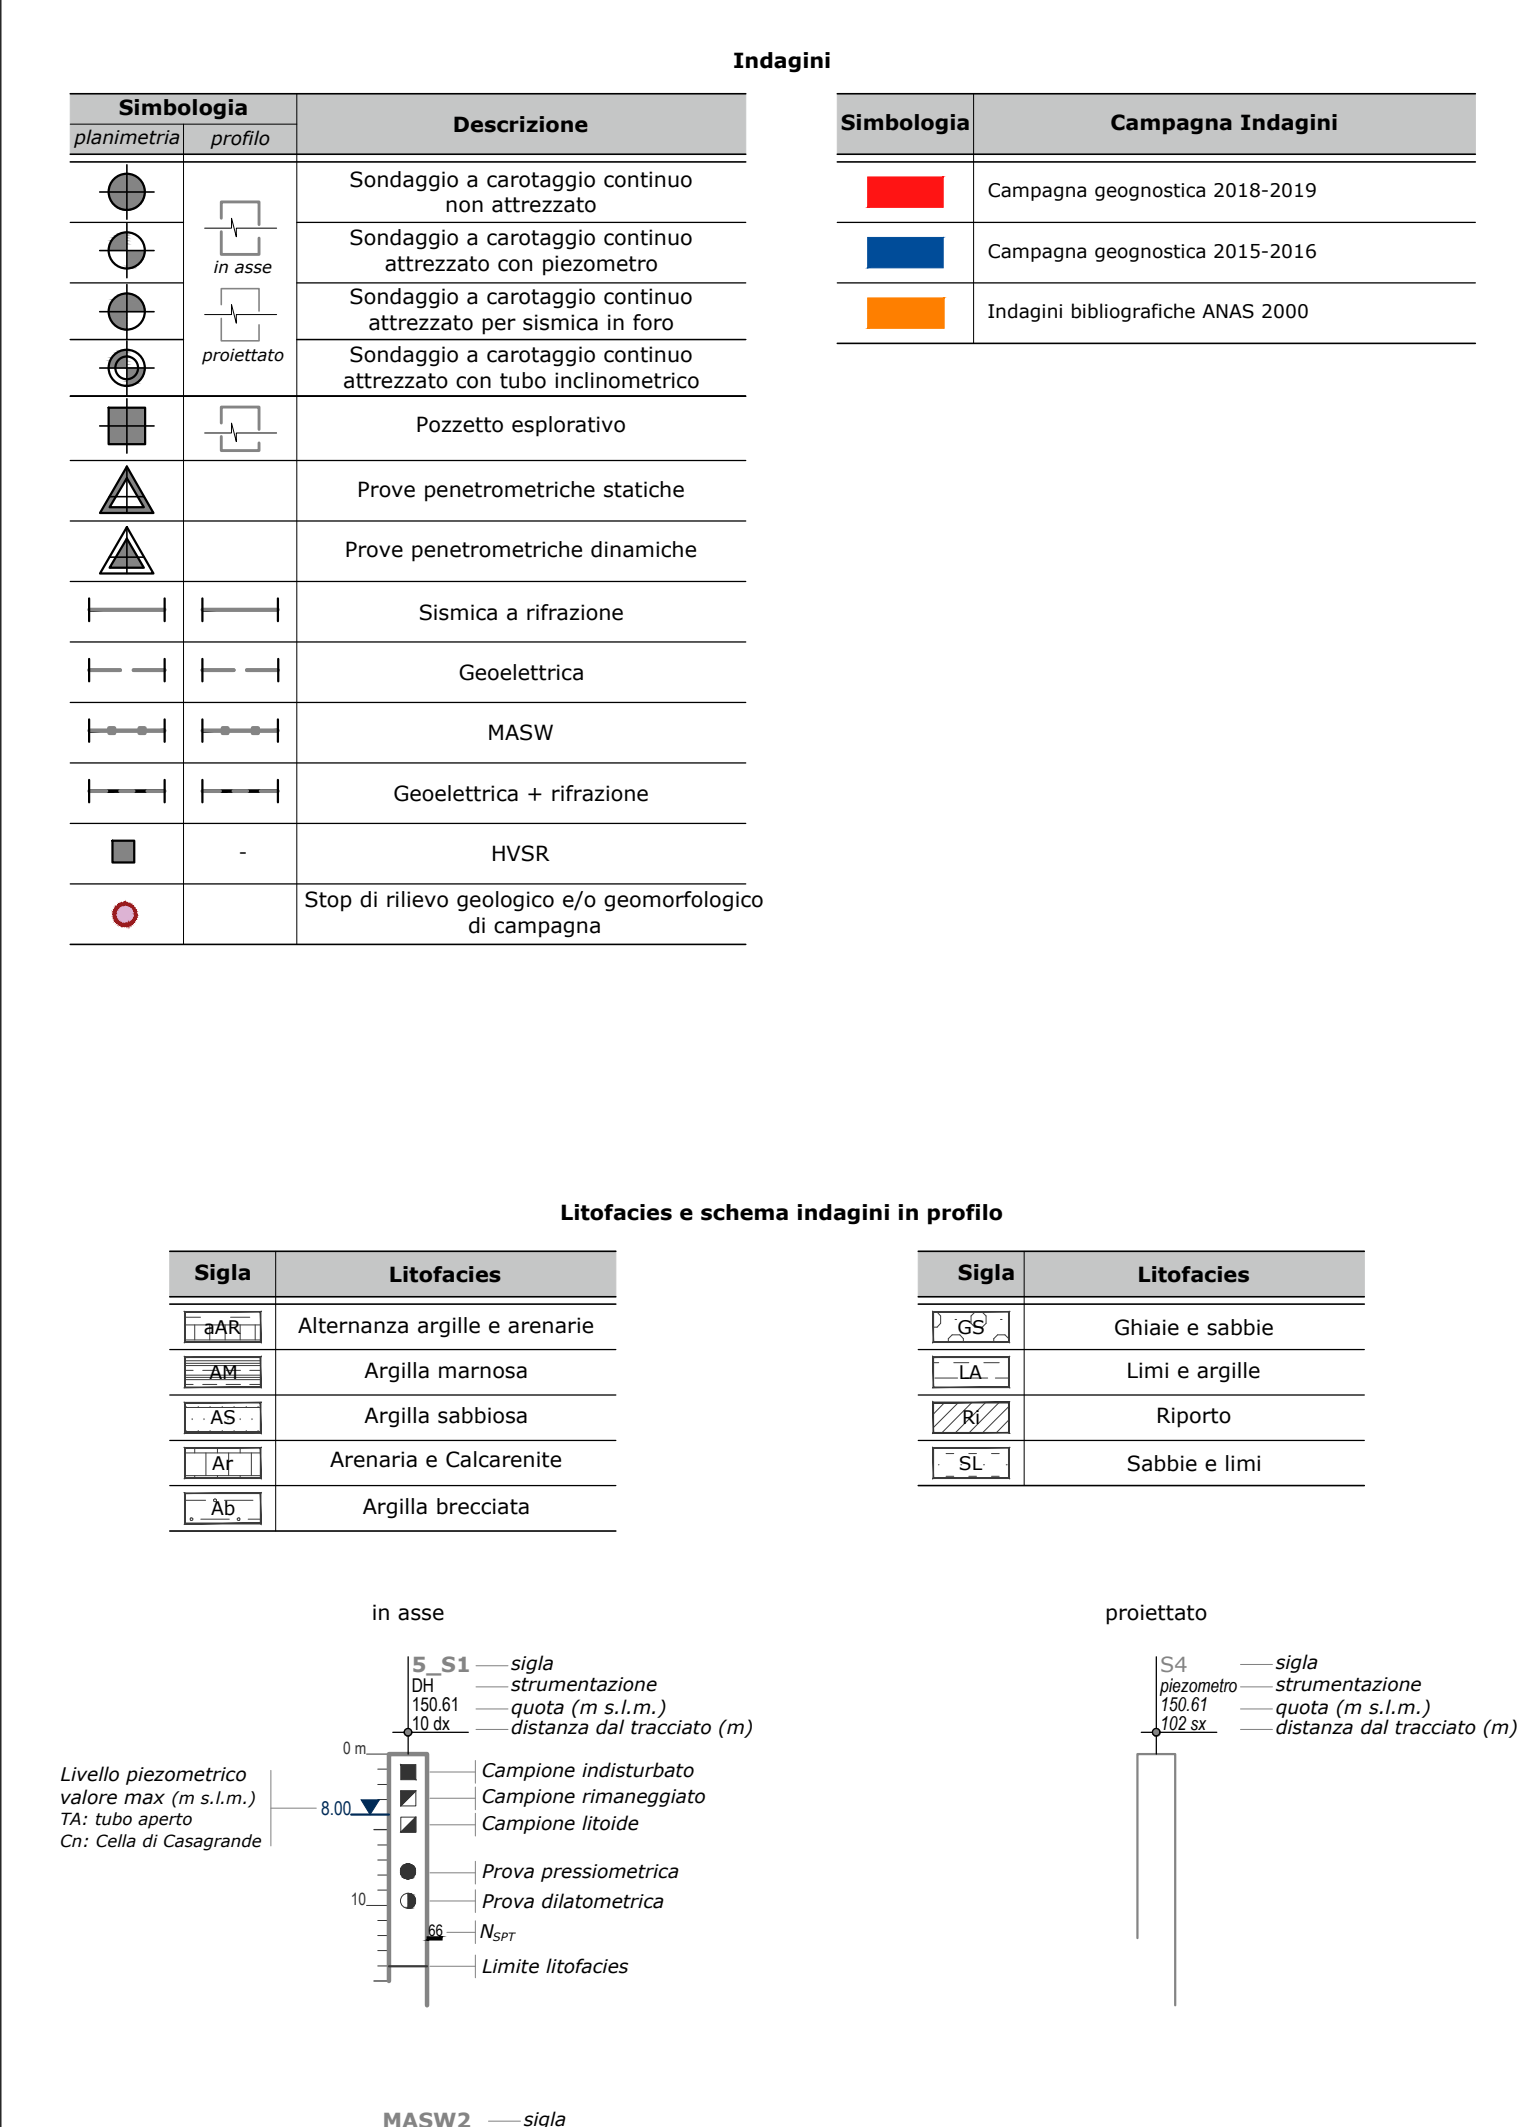 Indagini
Simbologia
planimetria profilo
Descrizione
Sondaggio a carotaggio continuo
non attrezzato
Sondaggio a carotaggio continuo
attrezzato con piezometro
in asse
Sondaggio a carotaggio continuo
attrezzato per sismica in foro
proiettato
Sondaggio a carotaggio continuo
attrezzato con tubo inclinometrico
Pozzetto esplorativo
Prove penetrometriche statiche
Prove penetrometriche dinamiche
Sismica a rifrazione
Geoelettrica
MASW
Geoelettrica + rifrazione
- HVSR
Stop di rilievo geologico e/o geomorfologico
di campagna
Simbologia Campagna Indagini
Campagna geognostica 2018-2019
Campagna geognostica 2015-2016
Indagini bibliografiche ANAS 2000
Litofacies e schema indagini in profilo
Sigla Litofacies
aAR Alternanza argille e arenarie
AM Argilla marnosa
AS Argilla sabbiosa
Ar Arenaria e Calcarenite
Ab Argilla brecciata
Sigla Litofacies
GS Ghiaie e sabbie
LA Limi e argille
Ri Riporto
SL Sabbie e limi
in asse
5_S1 sigla
DH strumentazione
150.61 quota (m s.l.m.)
10 dx distanza dal tracciato (m)
0 m
Livello piezometrico
valore max (m s.l.m.)
TA: tubo aperto
Cn: Cella di Casagrande
8.00
Campione indisturbato
Campione rimaneggiato
Campione litoide
Prova pressiometrica
10 Prova dilatometrica
66 NSPT
Limite litofacies
proiettato
S4 sigla
piezometro strumentazione
150.61 quota (m s.l.m.)
102 sx distanza dal tracciato (m)
MASW2 sigla